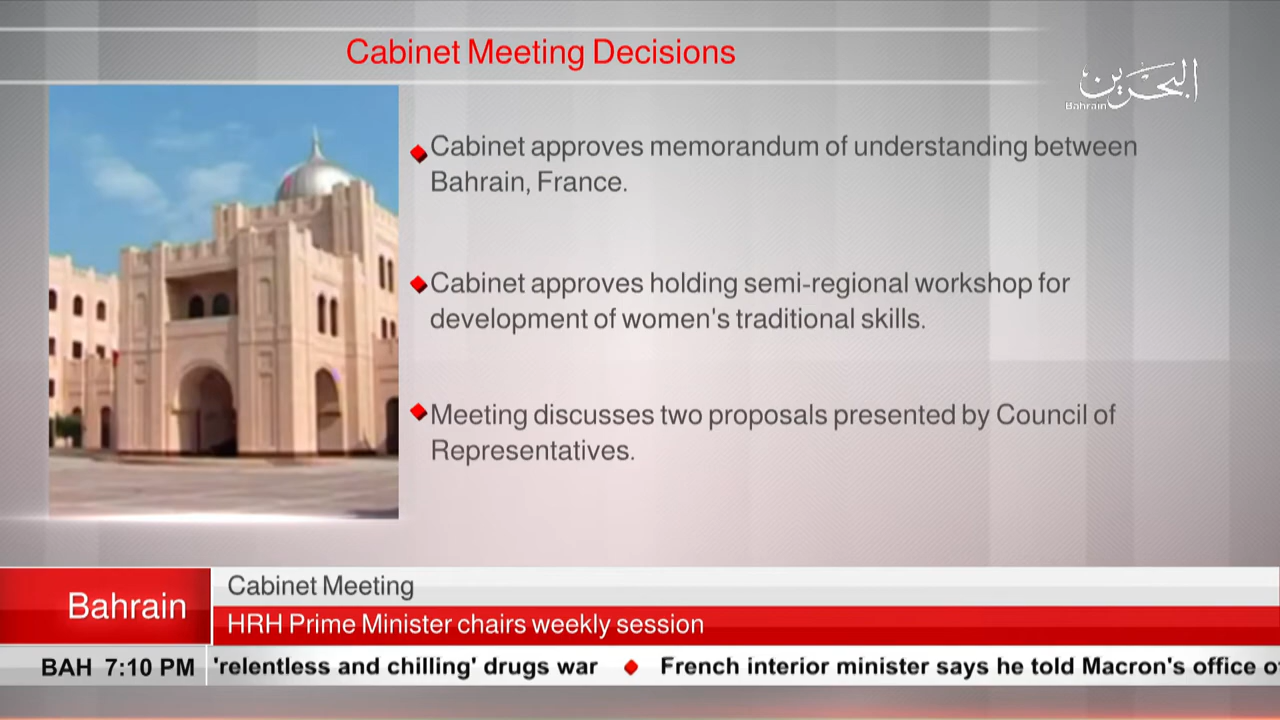 Cabinet Meeting Decisions
البحرين
Bahrain
Cabinet approves memorandum of understanding between
Bahrain, France.
Cabinet approves holding semi-regional workshop for
development of women's traditional skills.
Meeting discusses two proposals presented by Council of
Representatives.
Bahrain
Cabinet Meeting
HRH Prime Minister chairs weekly session
BAH 7:10 PM
'relentless and chilling' drugs war
French interior minister says he told Macron's office